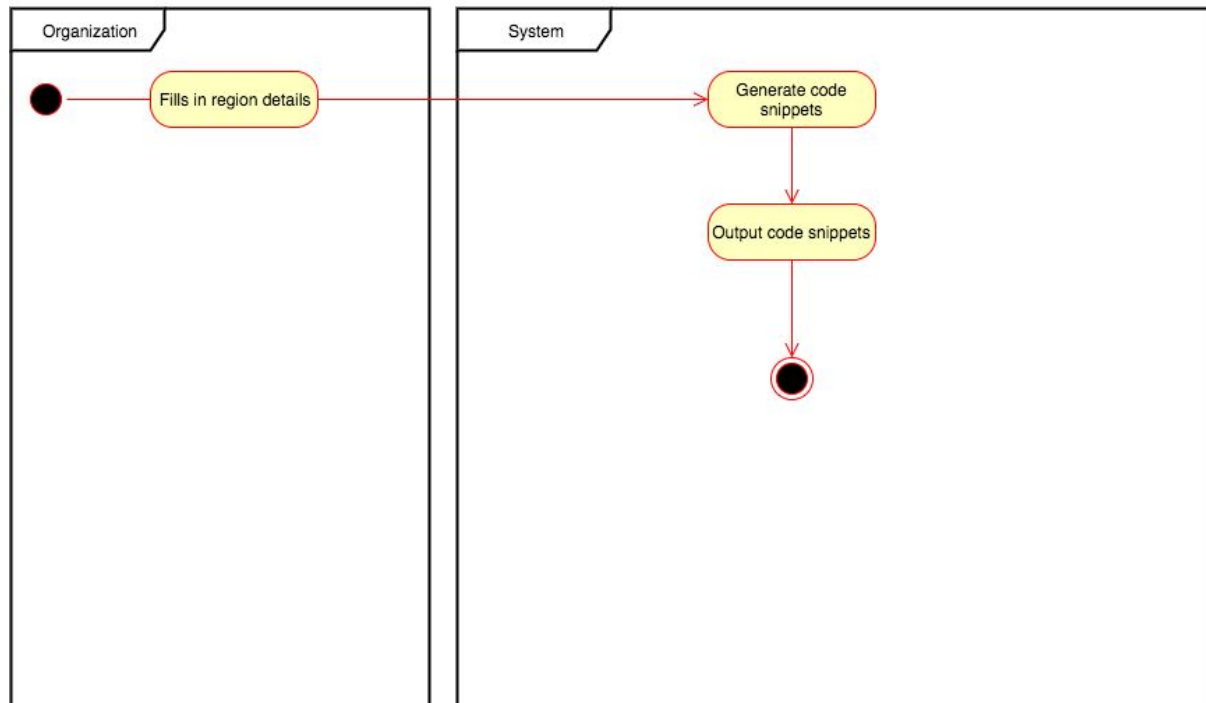 Organization
System
Fills in region details
Generate code
snippets
Output code snippets